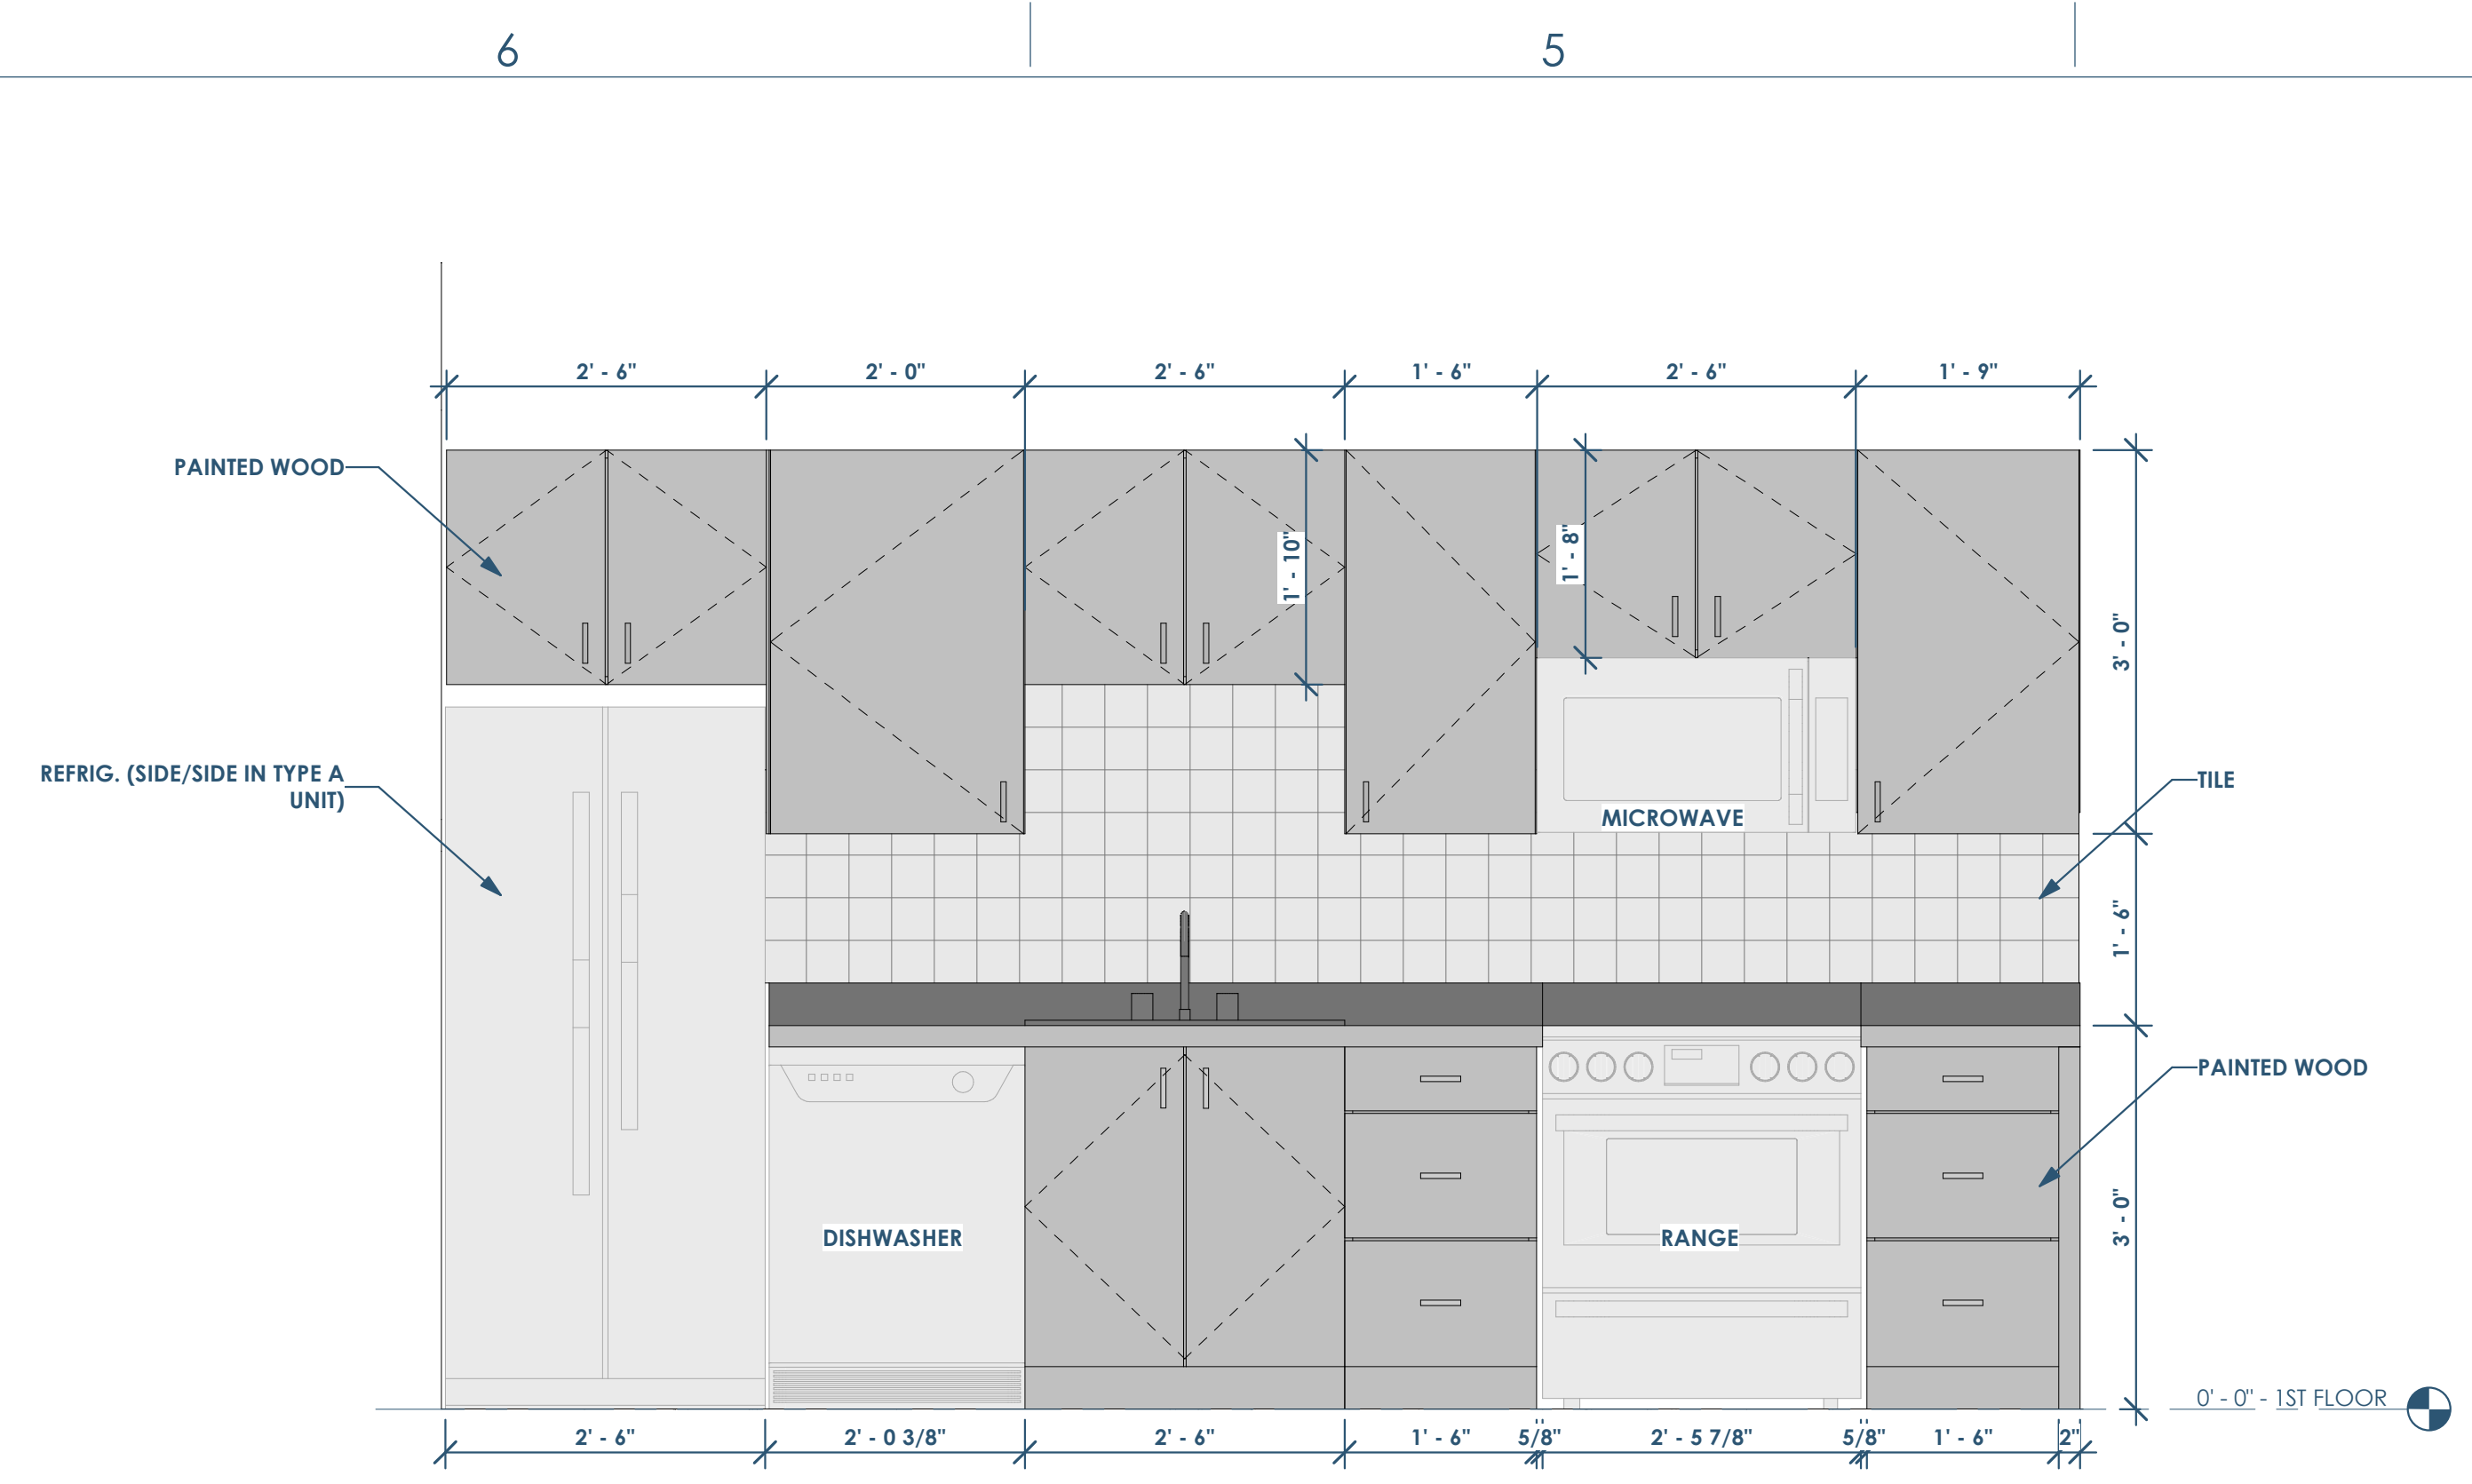 6
5
2' - 6"
2' - 0"
2' - 6"
1' - 6"
2' - 6"
1' - 9"
PAINTED WOOD
1' - 10"
1' - 8"
3' - 0"
REFRIG. (SIDE/SIDE IN TYPE A
UNIT)
TILE
MICROWAVE
1' - 6"
PAINTED WOOD
3' - 0"
DISHWASHER
RANGE
0' - 0" - 1ST FLOOR
2' - 6"
2' - 0 3/8"
2' - 6"
1' - 6"
5/8"
2' - 5 7/8"
5/8"
1' - 6"
2"